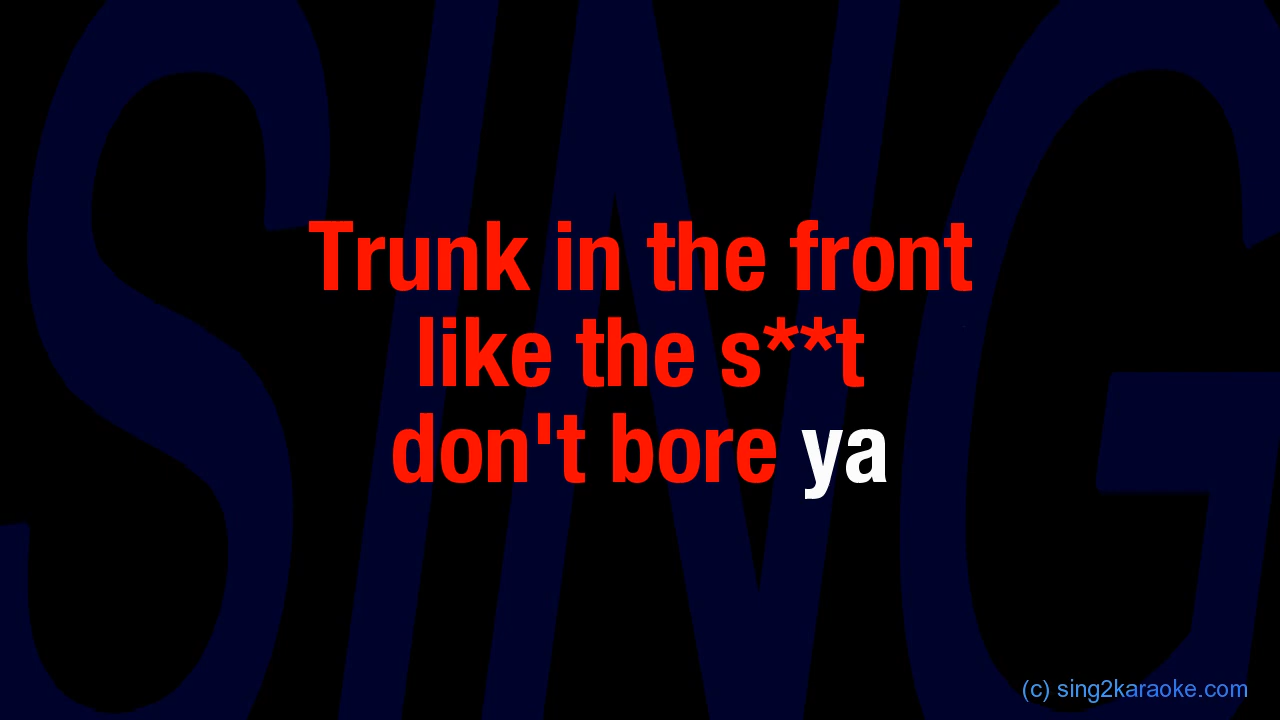 SING
Trunk in the front
like the s**t
don't bore ya
(c) sing2karaoke.com